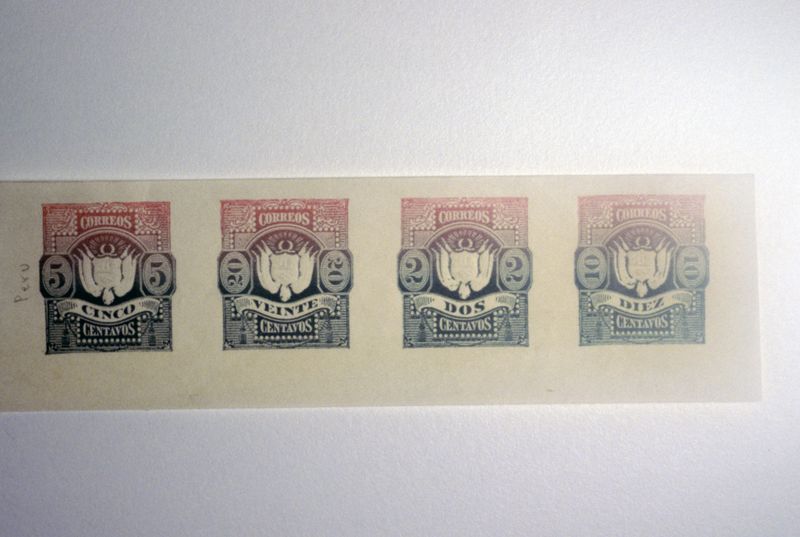 Peru
CORREOS
5 5
CINCO
CENTAVOS
CORREOS
20 20
VEINTE
CENTAVOS
CORREOS
2 2
DOS
CENTAVOS
CORREOS
10 10
DIEZ
CENTAVOS